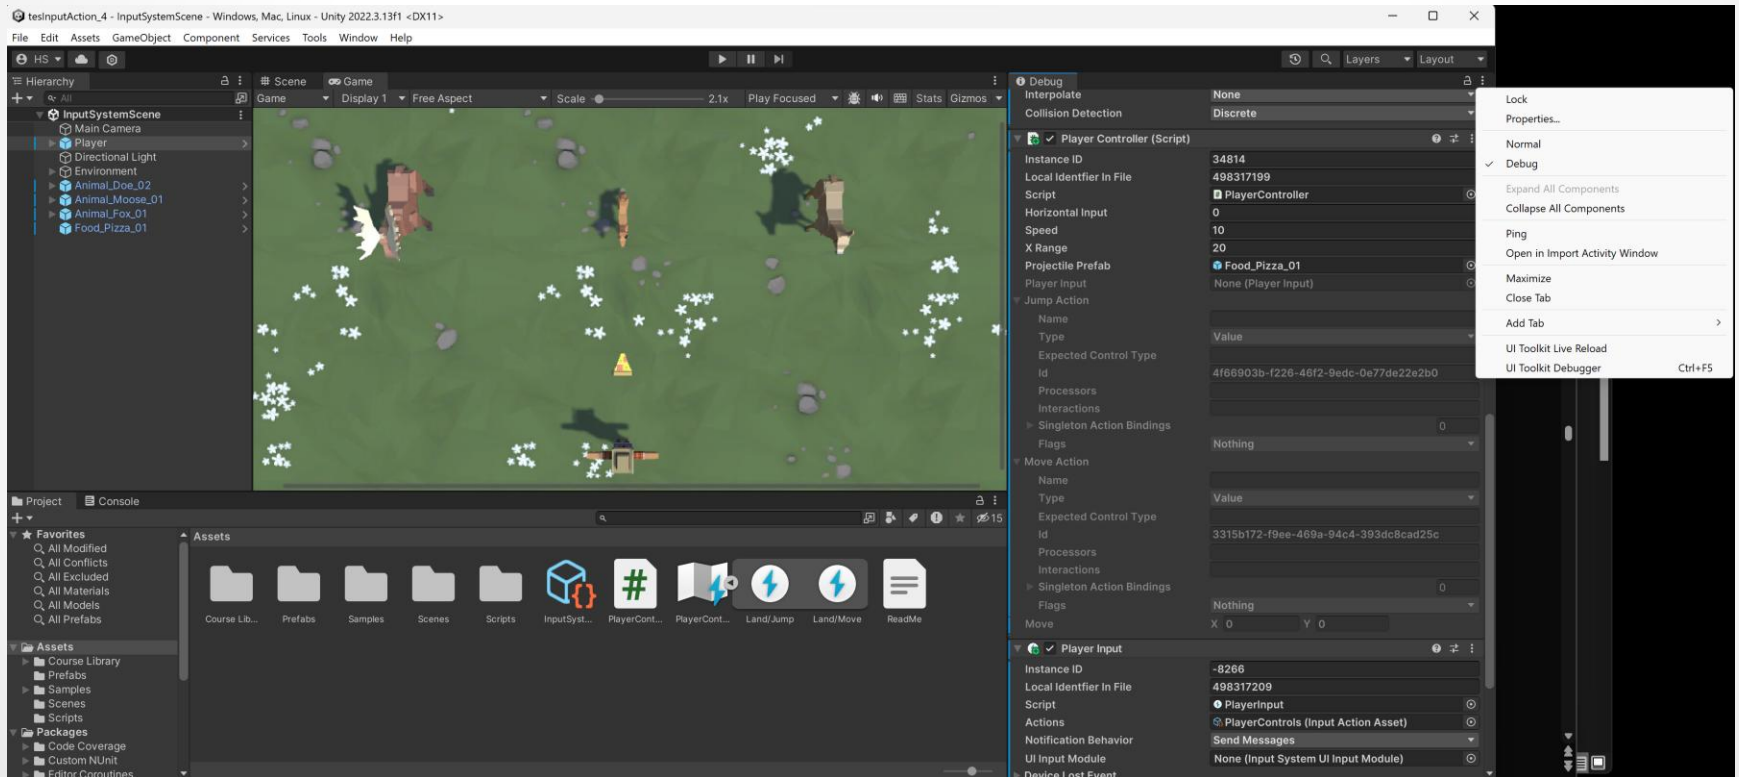 tesInputAction_4 - InputSystemScene - Windows, Mac, Linux - Unity 2022.3.13f1 <DX11>
File Edit Assets GameObject Component Services Tools Window Help
HS
Layers Layout
Hierarchy
All
InputSystemScene
Main Camera
Player
Directional Light
Environment
Animal_Doe_02
Animal_Moose_01
Animal_Fox_01
Food_Pizza_01
Scene Game
Game Display 1 Free Aspect Scale 2.1x Play Focused Stats Gizmos
Debug
Interpolate None
Collision Detection Discrete
Player Controller (Script)
Instance ID 34814
Local Identfier In File 498317199
Script PlayerController
Horizontal Input 0
Speed 10
X Range 20
Projectile Prefab Food_Pizza_01
Player Input None (Player Input)
Jump Action
Name
Type Value
Expected Control Type
Id 4f66903b-f226-46f2-9edc-0e77de22e2b0
Processors
Interactions
Singleton Action Bindings 0
Flags Nothing
Move Action
Name
Type Value
Expected Control Type
Id 3315b172-f9ee-469a-94c4-393dc8cad25c
Processors
Interactions
Singleton Action Bindings 0
Flags Nothing
Move X 0 Y 0
Player Input
Instance ID -8266
Local Identfier In File 498317209
Script PlayerInput
Actions PlayerControls (Input Action Asset)
Notification Behavior Send Messages
UI Input Module None (Input System UI Input Module)
Device Lost Event
Lock
Properties...
Normal
Debug
Expand All Components
Collapse All Components
Ping
Open in Import Activity Window
Maximize
Close Tab
Add Tab
UI Toolkit Live Reload
UI Toolkit Debugger Ctrl+F5
Project Console
15
Favorites
All Modified
All Conflicts
All Excluded
All Materials
All Models
All Prefabs
Assets
Course Library
Prefabs
Samples
Scenes
Scripts
Packages
Code Coverage
Custom NUnit
Editor Coroutines
Assets
Course Lib... Prefabs Samples Scenes Scripts InputSyst... PlayerCont... PlayerCont... Land/Jump Land/Move ReadMe